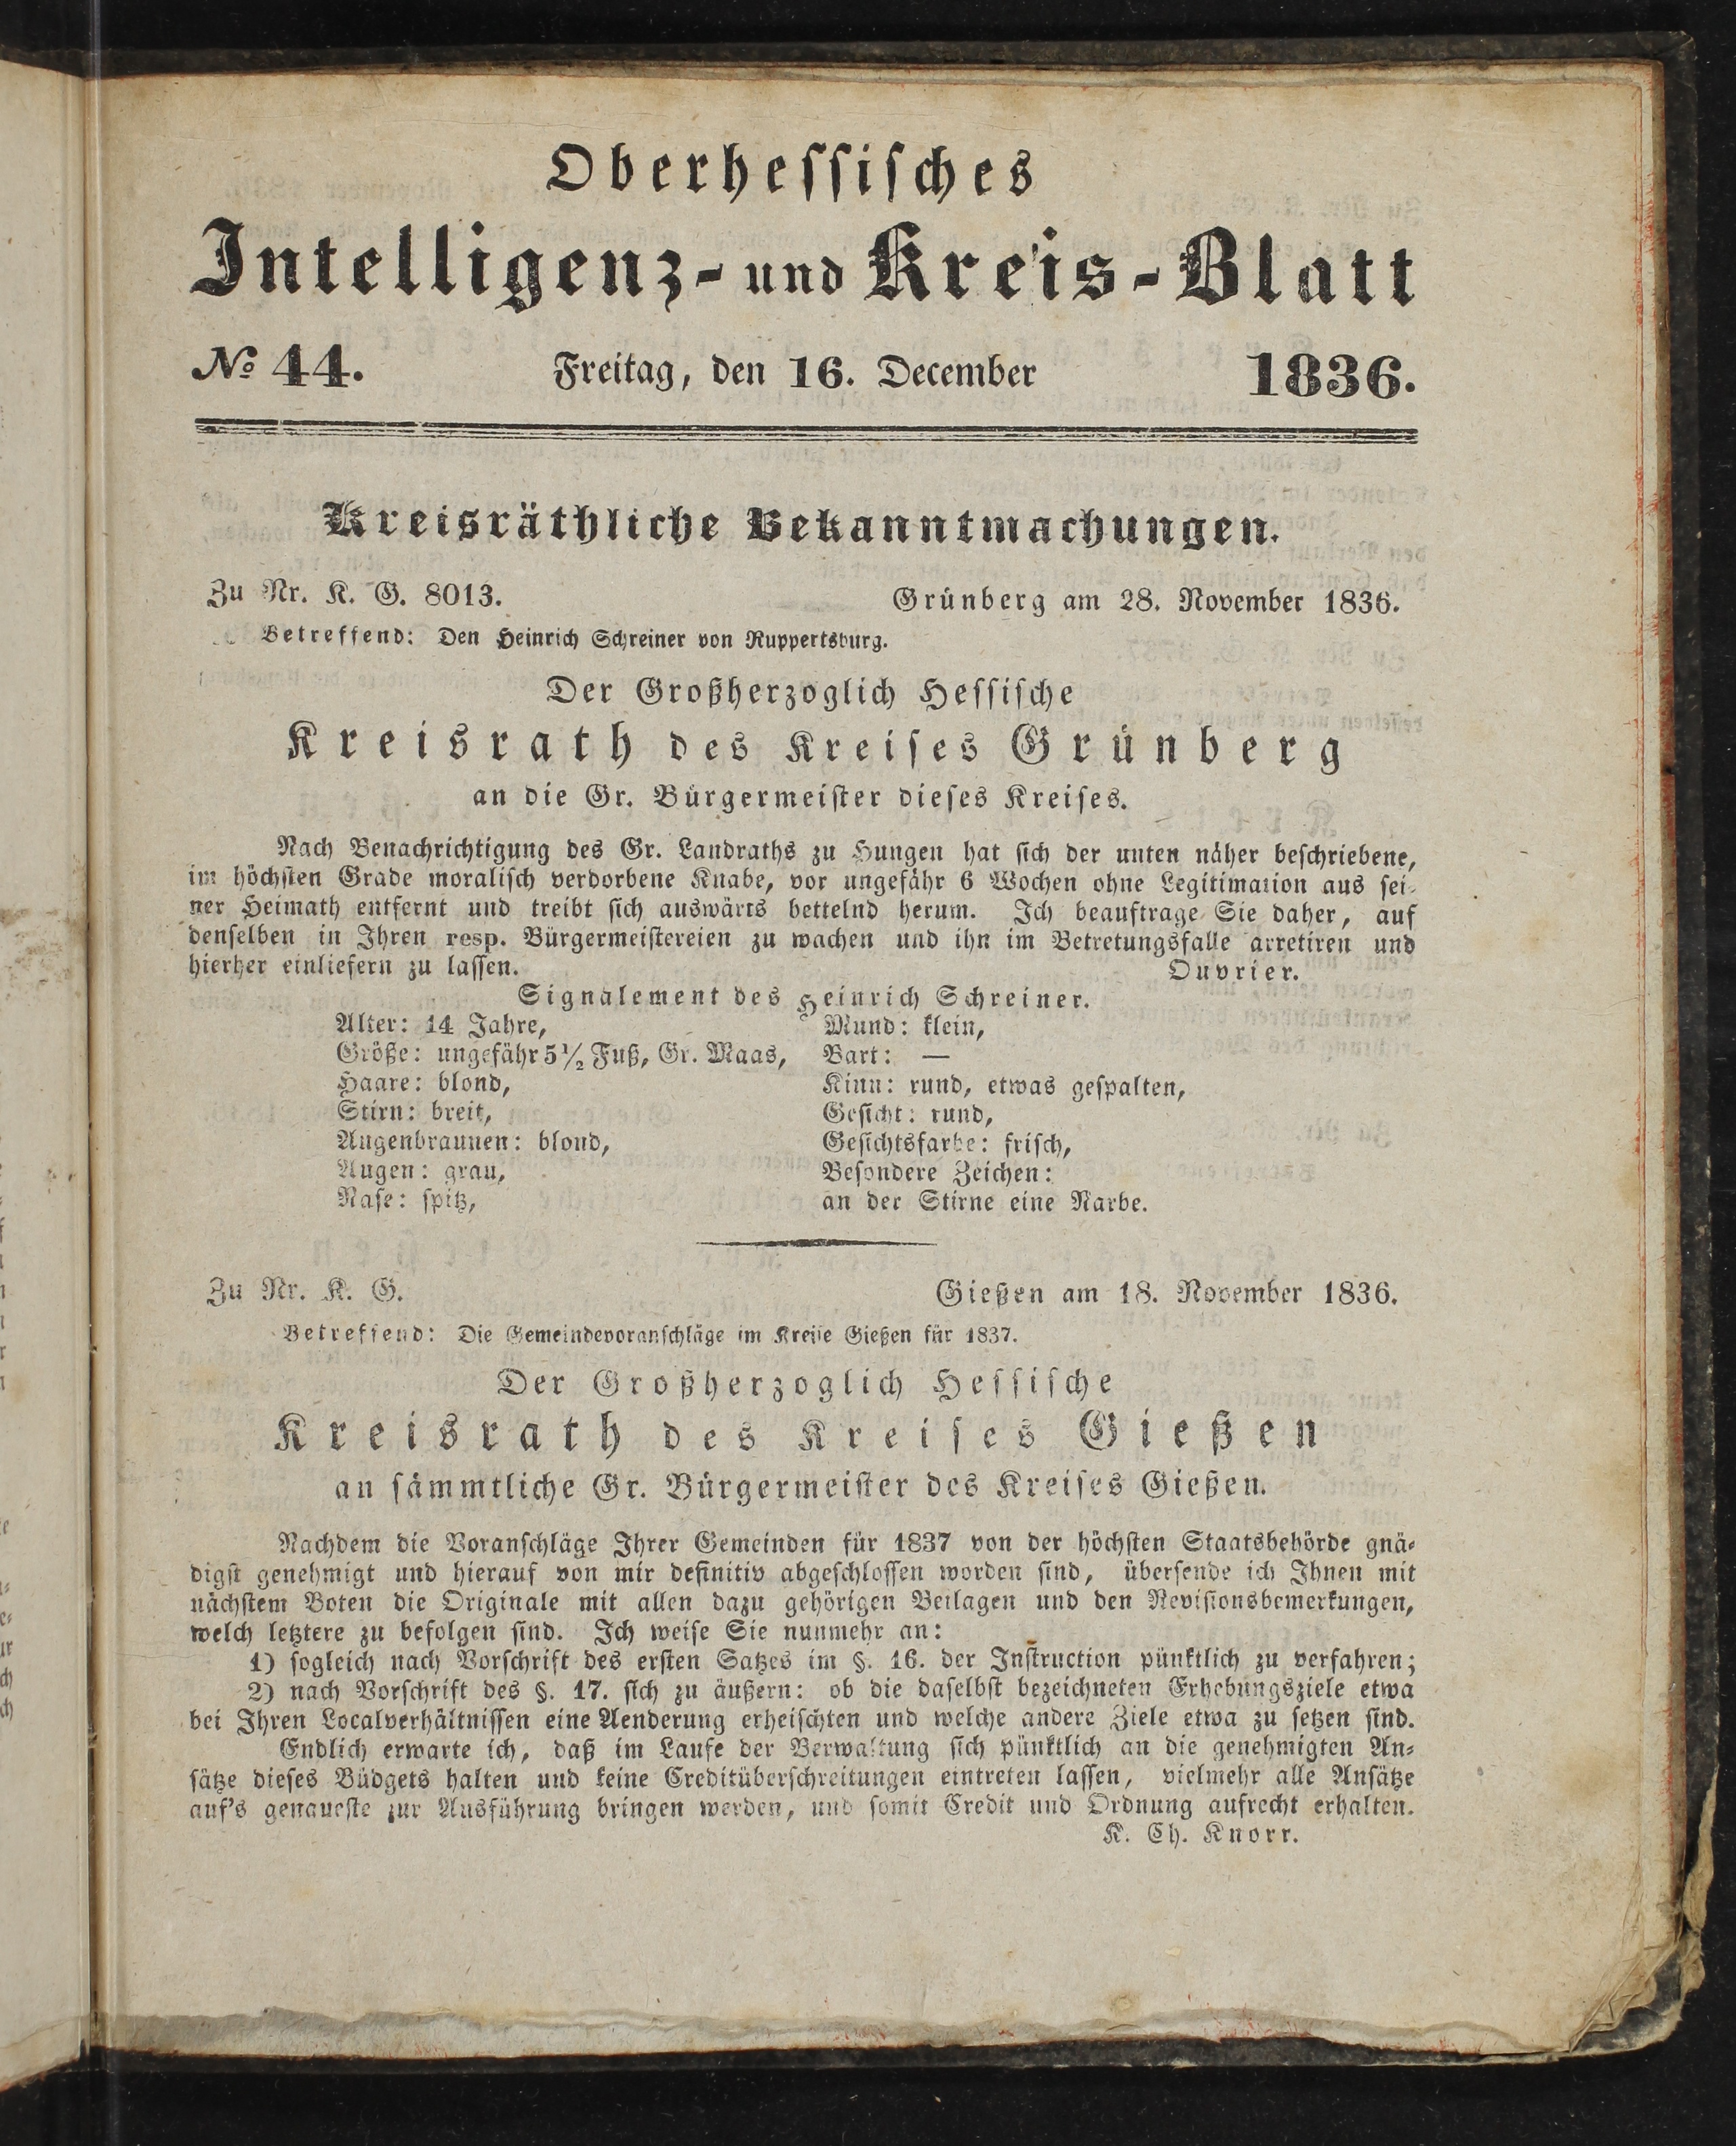 Oberhessisches
Intelligenz- und Kreis-Blatt
№ 44. Freitag, den 16. December 1836.
Kreisräthliche Bekanntmachungen.
Zu Nr. K. G. 8013. Grünberg am 28. November 1836.
Betreffend: Den Heinrich Schreiner von Ruppertsburg.
Der Großherzoglich Hessische
Kreisrath des Kreises Grünberg
an die Gr. Bürgermeister dieses Kreises.
Nach Benachrichtigung des Gr. Landraths zu Hungen hat sich der unten näher beschriebene,
im höchsten Grade moralisch verdorbene Knabe, vor ungefähr 6 Wochen ohne Legitimation aus sei-
ner Heimath entfernt und treibt sich auswärts bettelnd herum. Ich beauftrage Sie daher, auf
denselben in Ihren resp. Bürgermeistereien zu wachen und ihn im Betretungsfalle arretiren und
hierher einliefern zu lassen. Ouvrier.
Signalement des Heinrich Schreiner.
Alter: 14 Jahre,
Größe: ungefähr 5½ Fuß, Gr. Maas,
Haare: blond,
Stirn: breit,
Augenbraunen: blond,
Augen: grau,
Nase: spitz,
Mund: klein,
Bart: —
Kinn: rund, etwas gespalten,
Gesicht: rund,
Gesichtsfarbe: frisch,
Besondere Zeichen:
an der Stirne eine Narbe.
Zu Nr. K. G. Gießen am 18. November 1836.
Betreffend: Die Gemeindevoranschläge im Kreise Gießen für 1837.
Der Großherzoglich Hessische
Kreisrath des Kreises Gießen
an sämmtliche Gr. Bürgermeister des Kreises Gießen.
Nachdem die Voranschläge Ihrer Gemeinden für 1837 von der höchsten Staatsbehörde gnä-
digst genehmigt und hierauf von mir definitiv abgeschlossen worden sind, übersende ich Ihnen mit
nächstem Boten die Originale mit allen dazu gehörigen Beilagen und den Revisionsbemerkungen,
welch letztere zu befolgen sind. Ich weise Sie nunmehr an:
1) sogleich nach Vorschrift des ersten Satzes im §. 16. der Instruction pünktlich zu verfahren;
2) nach Vorschrift des §. 17. sich zu äußern: ob die daselbst bezeichneten Erhebungsziele etwa
bei Ihren Localverhältnissen eine Aenderung erheischten und welche andere Ziele etwa zu setzen sind.
Endlich erwarte ich, daß im Laufe der Verwaltung sich pünktlich an die genehmigten An-
sätze dieses Büdgets halten und keine Creditüberschreitungen eintreten lassen, vielmehr alle Ansätze
auf's genaueste zur Ausführung bringen werden, und somit Credit und Ordnung aufrecht erhalten.
K. Ch. Knorr.